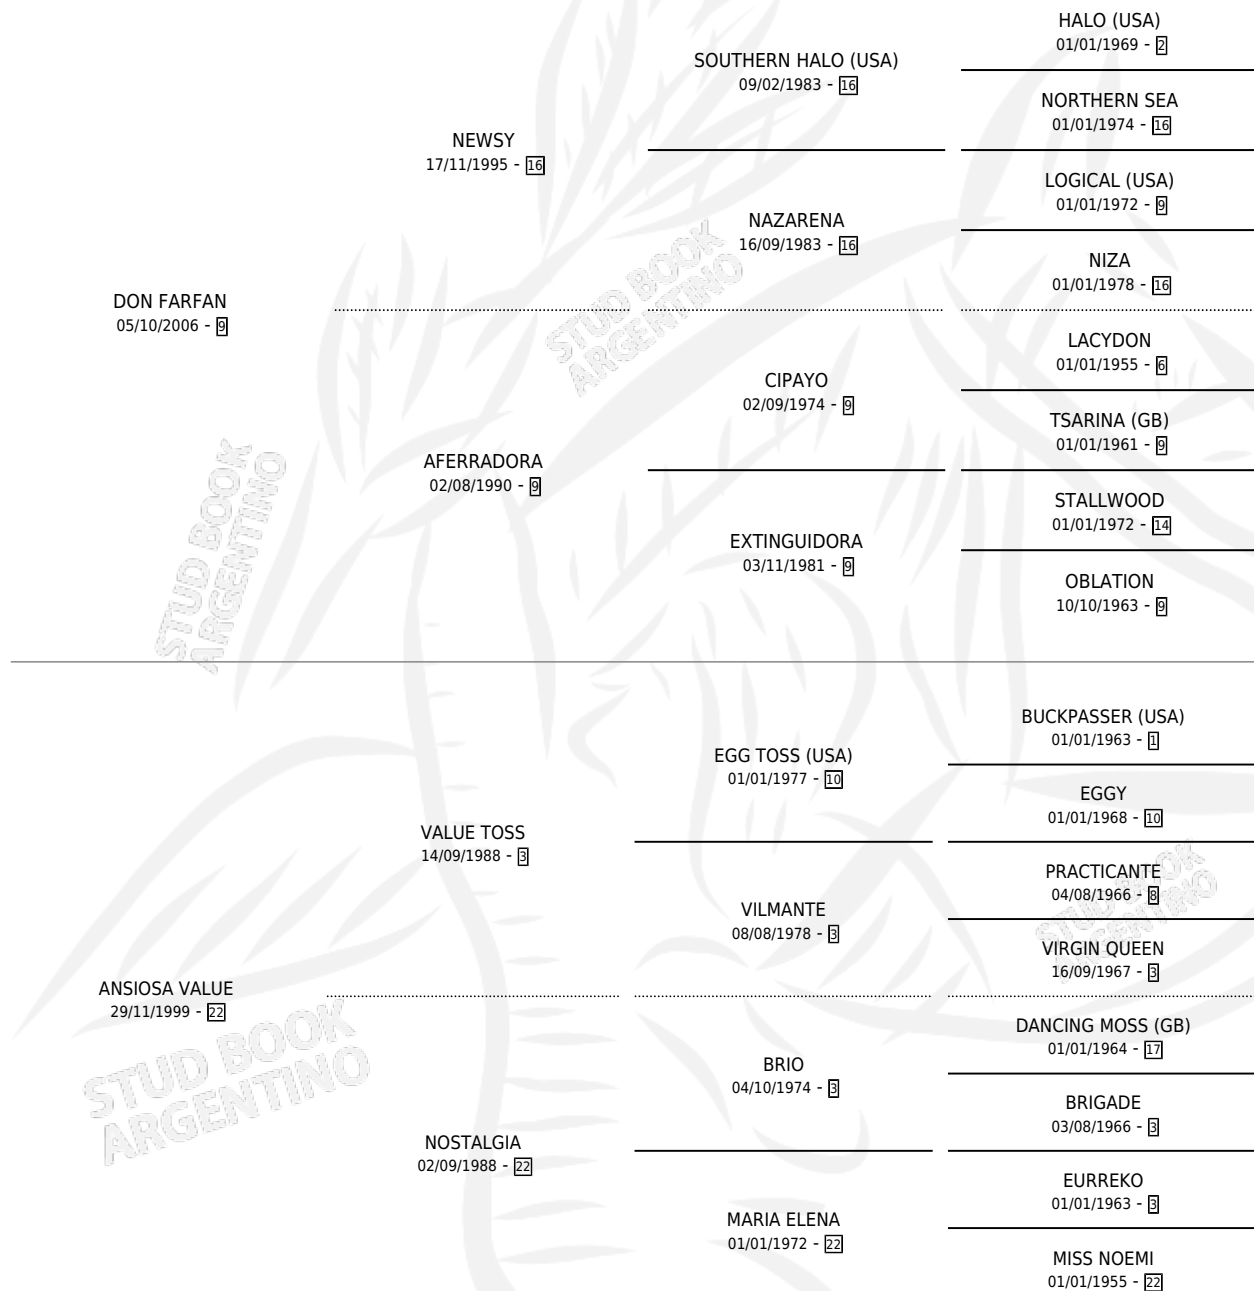 HALO (USA)
01/01/1969 - 2
SOUTHERN HALO (USA)
09/02/1983 - 16
NORTHERN SEA
01/01/1974 - 16
NEWSY
17/11/1995 - 16
LOGICAL (USA)
01/01/1972 - 9
NAZARENA
16/09/1983 - 16
NIZA
01/01/1978 - 16
DON FARFAN
05/10/2006 - 9
LACYDON
01/01/1955 - 6
CIPAYO
02/09/1974 - 9
TSARINA (GB)
01/01/1961 - 9
AFERRADORA
02/08/1990 - 9
STALLWOOD
01/01/1972 - 14
EXTINGUIDORA
03/11/1981 - 9
OBLATION
10/10/1963 - 9
STUD BOOK
ARGENTINO
STUD BOOK
ARGENTINO
BUCKPASSER (USA)
01/01/1963 - 1
EGG TOSS (USA)
01/01/1977 - 10
EGGY
01/01/1968 - 10
VALUE TOSS
14/09/1988 - 3
PRACTICANTE
04/08/1966 - 8
VILMANTE
08/08/1978 - 3
VIRGIN QUEEN
16/09/1967 - 3
ANSIOSA VALUE
29/11/1999 - 22
DANCING MOSS (GB)
01/01/1964 - 17
BRIO
04/10/1974 - 3
BRIGADE
03/08/1966 - 3
NOSTALGIA
02/09/1988 - 22
EURREKO
01/01/1963 - 3
MARIA ELENA
01/01/1972 - 22
MISS NOEMI
01/01/1955 - 22
STUD BOOK
ARGENTINO
STUD BOOK
ARGENTINO